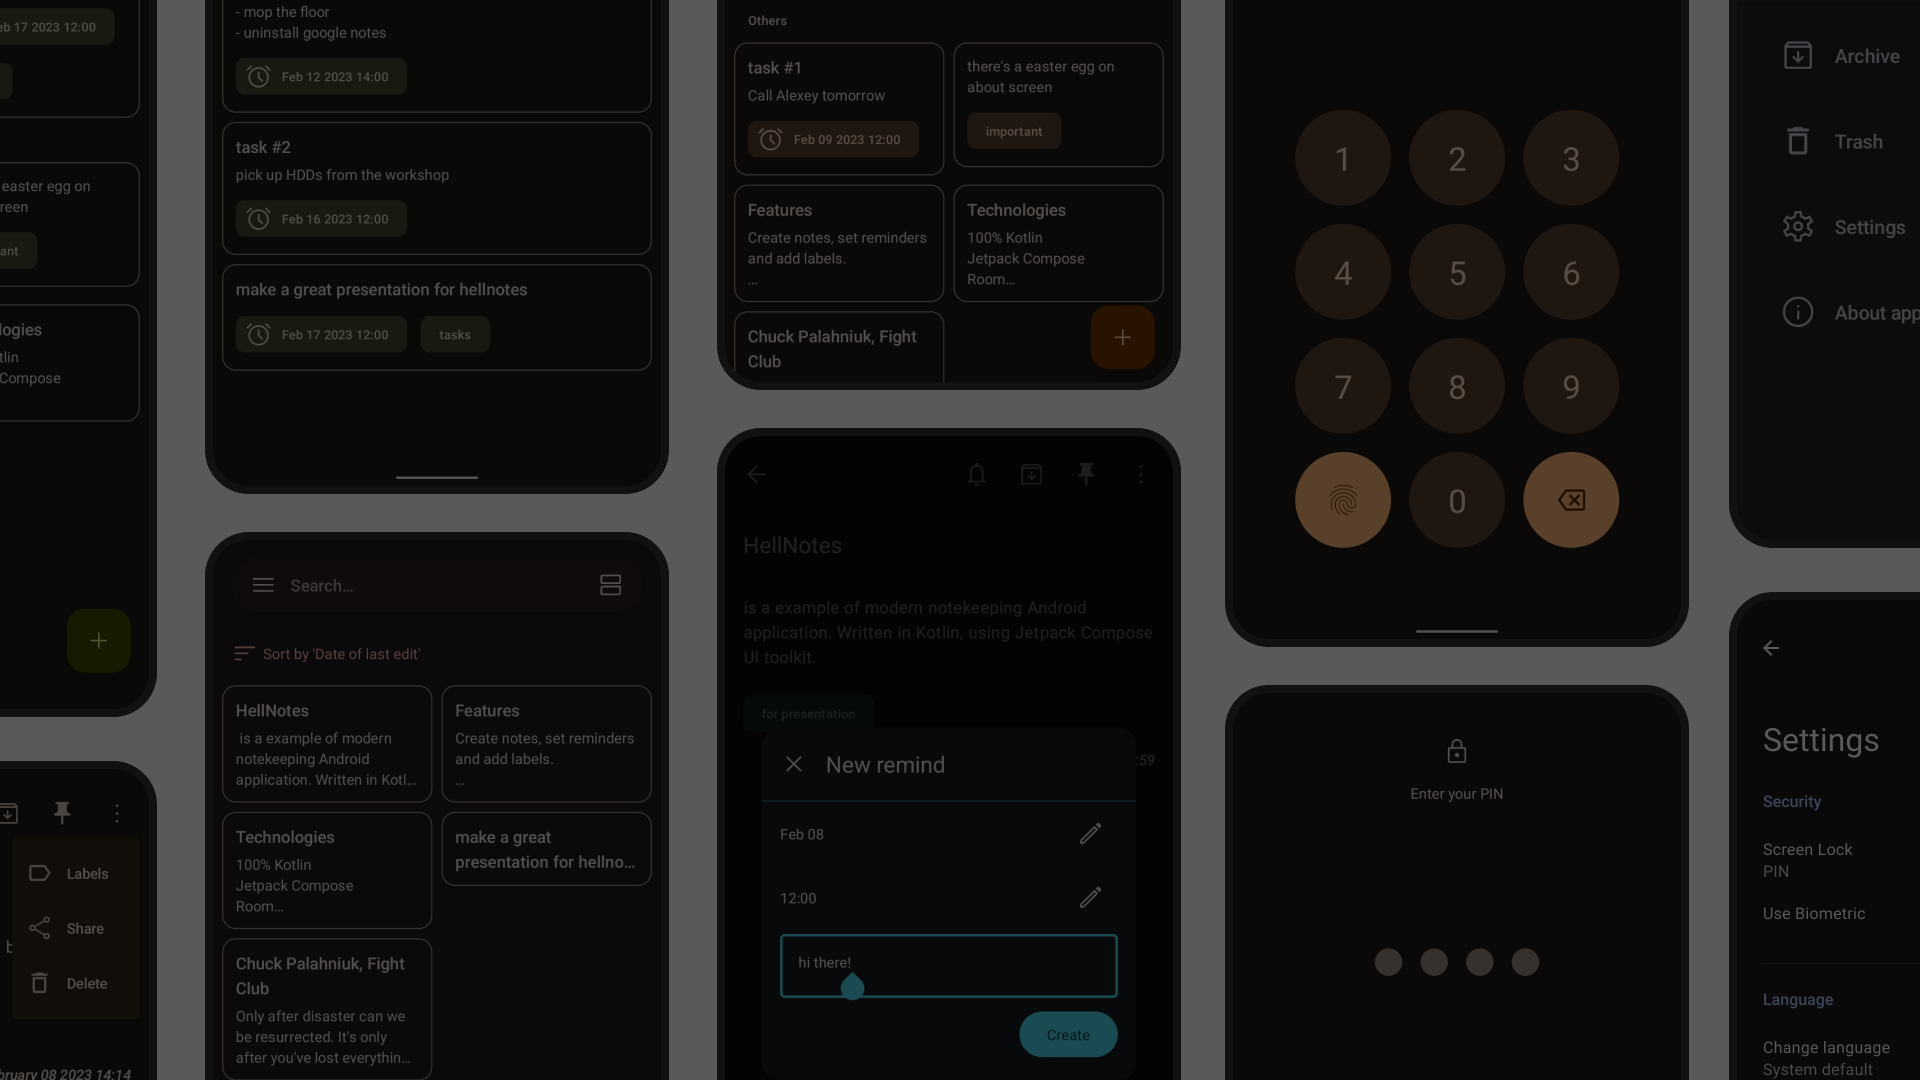 Feb 17 2023 12:00
easter egg on
reen
ant
ologies
tlin
Compose
+
Labels
Share
Delete
bruary 08 2023 14:14
- mop the floor
- uninstall google notes
Feb 12 2023 14:00
task #2
pick up HDDs from the workshop
Feb 16 2023 12:00
make a great presentation for hellnotes
Feb 17 2023 12:00
tasks
Search...
Sort by 'Date of last edit'
HellNotes
is a example of modern
notekeeping Android
application. Written in Kotl...
Features
Create notes, set reminders
and add labels.
...
Technologies
100% Kotlin
Jetpack Compose
Room...
make a great
presentation for hellno...
Chuck Palahniuk, Fight
Club
Only after disaster can we
be resurrected. It's only
after you've lost everythin...
Others
task #1
Call Alexey tomorrow
Feb 09 2023 12:00
there's a easter egg on
about screen
important
Features
Create notes, set reminders
and add labels.
...
Technologies
100% Kotlin
Jetpack Compose
Room...
Chuck Palahniuk, Fight
Club
+
HellNotes
is a example of modern notekeeping Android
application. Written in Kotlin, using Jetpack Compose
UI toolkit.
for presentation
:59
New remind
Feb 08
12:00
hi there!
Create
1 2 3
4 5 6
7 8 9
0
Enter your PIN
Archive
Trash
Settings
About app
Settings
Security
Screen Lock
PIN
Use Biometric
Language
Change language
System default